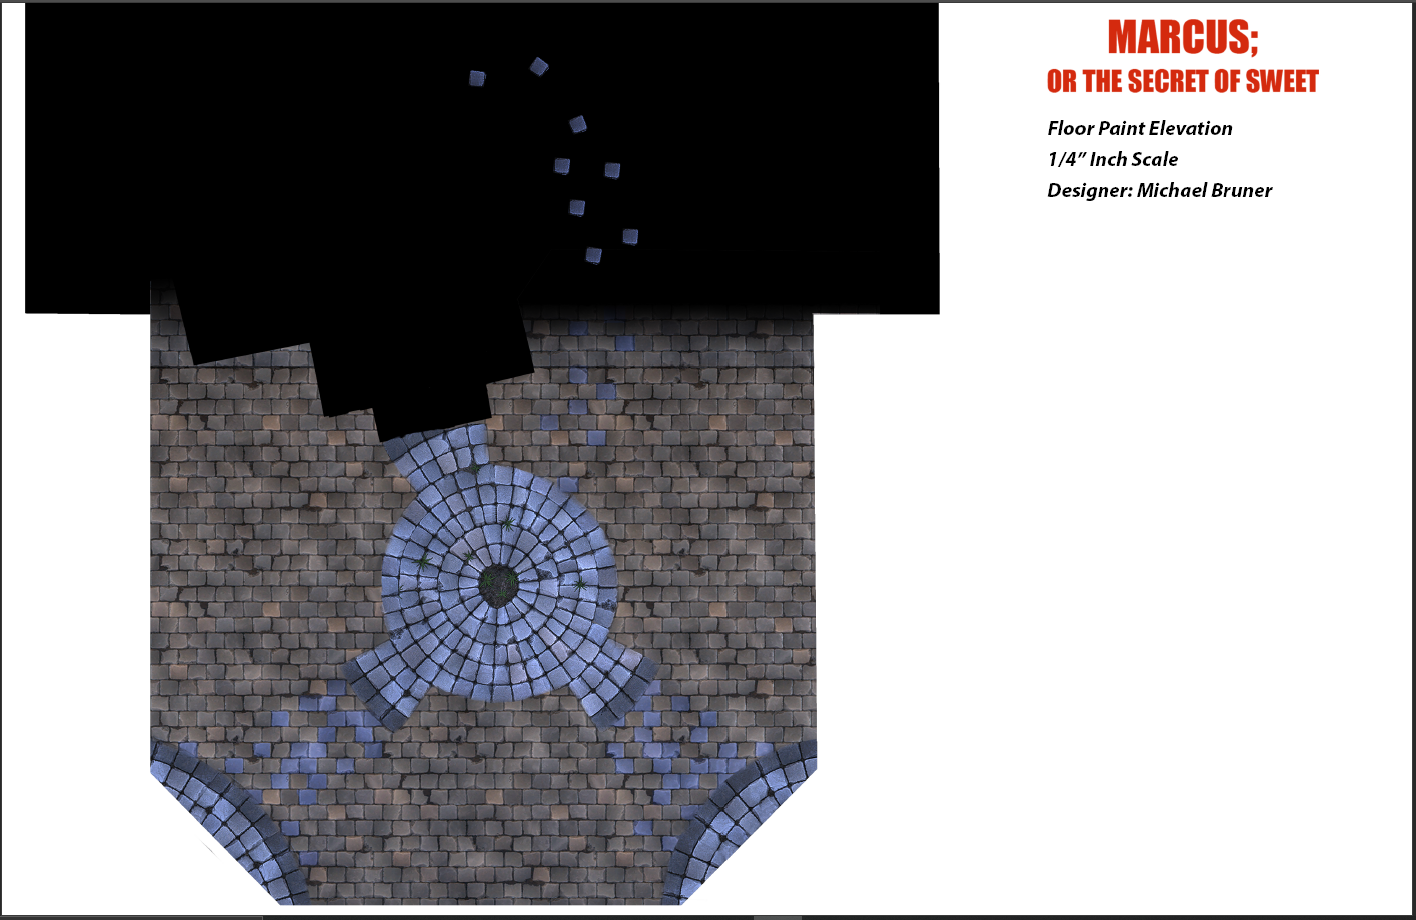 MARCUS;
OR THE SECRET OF SWEET
Floor Paint Elevation
1/4” Inch Scale
Designer: Michael Bruner